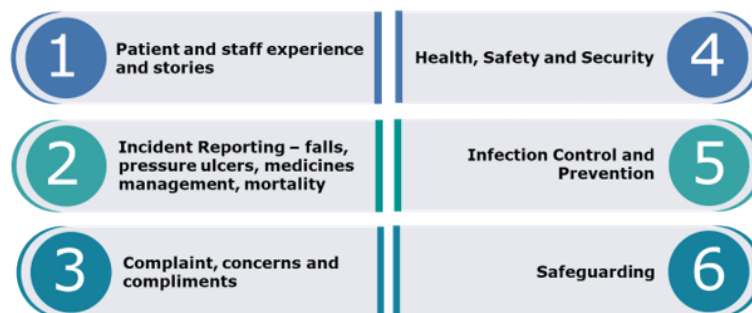 1
Patient and staff experience
and stories
4
Health, Safety and Security
2
Incident Reporting – falls,
pressure ulcers, medicines
management, mortality
5
Infection Control and
Prevention
3
Complaint, concerns and
compliments
6
Safeguarding